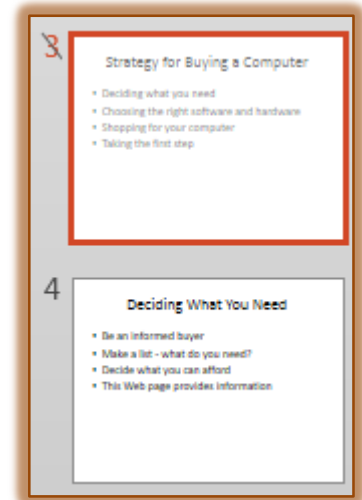 3
Strategy for Buying a Computer
• Deciding what you need
• Choosing the right software and hardware
• Shopping for your computer
• Taking the first step
4
Deciding What You Need
• Be an informed buyer
• Make a list - what do you need?
• Decide what you can afford
• This Web page provides information